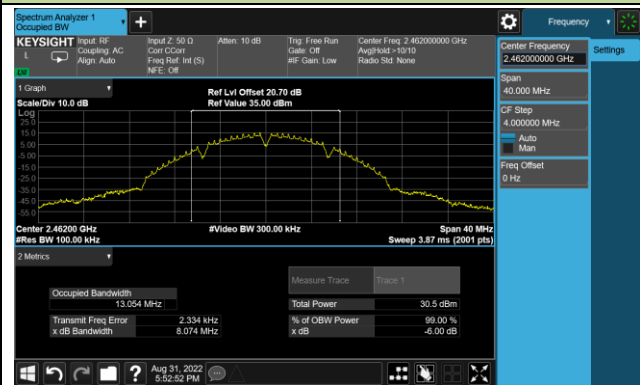 Spectrum Analyzer 1
Occupied BW
Frequency
KEYSIGHT
Input: RF
Coupling: AC
Align: Auto
Input Z: 50 Ω
Corr CCorr
Freq Ref: Int (S)
NFE: Off
Atten: 10 dB
Trig: Free Run
Gate: Off
#IF Gain: Low
Center Freq: 2.462000000 GHz
Avg|Hold:>10/10
Radio Std: None
L
LXI
Center Frequency
2.462000000 GHz
Settings
Span
40.000 MHz
CF Step
4.000000 MHz
Auto
Man
Freq Offset
0 Hz
1 Graph
Scale/Div 10.0 dB
Ref Lvl Offset 20.70 dB
Ref Value 35.00 dBm
Log
25.0
15.0
5.00
-5.00
-15.0
-25.0
-35.0
-45.0
-55.0
Center 2.46200 GHz
#Res BW 100.00 kHz
#Video BW 300.00 kHz
Span 40 MHz
Sweep 3.87 ms (2001 pts)
2 Metrics
Measure Trace
Trace 1
Occupied Bandwidth
13.054 MHz
Total Power
30.5 dBm
Transmit Freq Error
2.334 kHz
% of OBW Power
99.00 %
x dB Bandwidth
8.074 MHz
x dB
-6.00 dB
Aug 31, 2022
5:52:52 PM